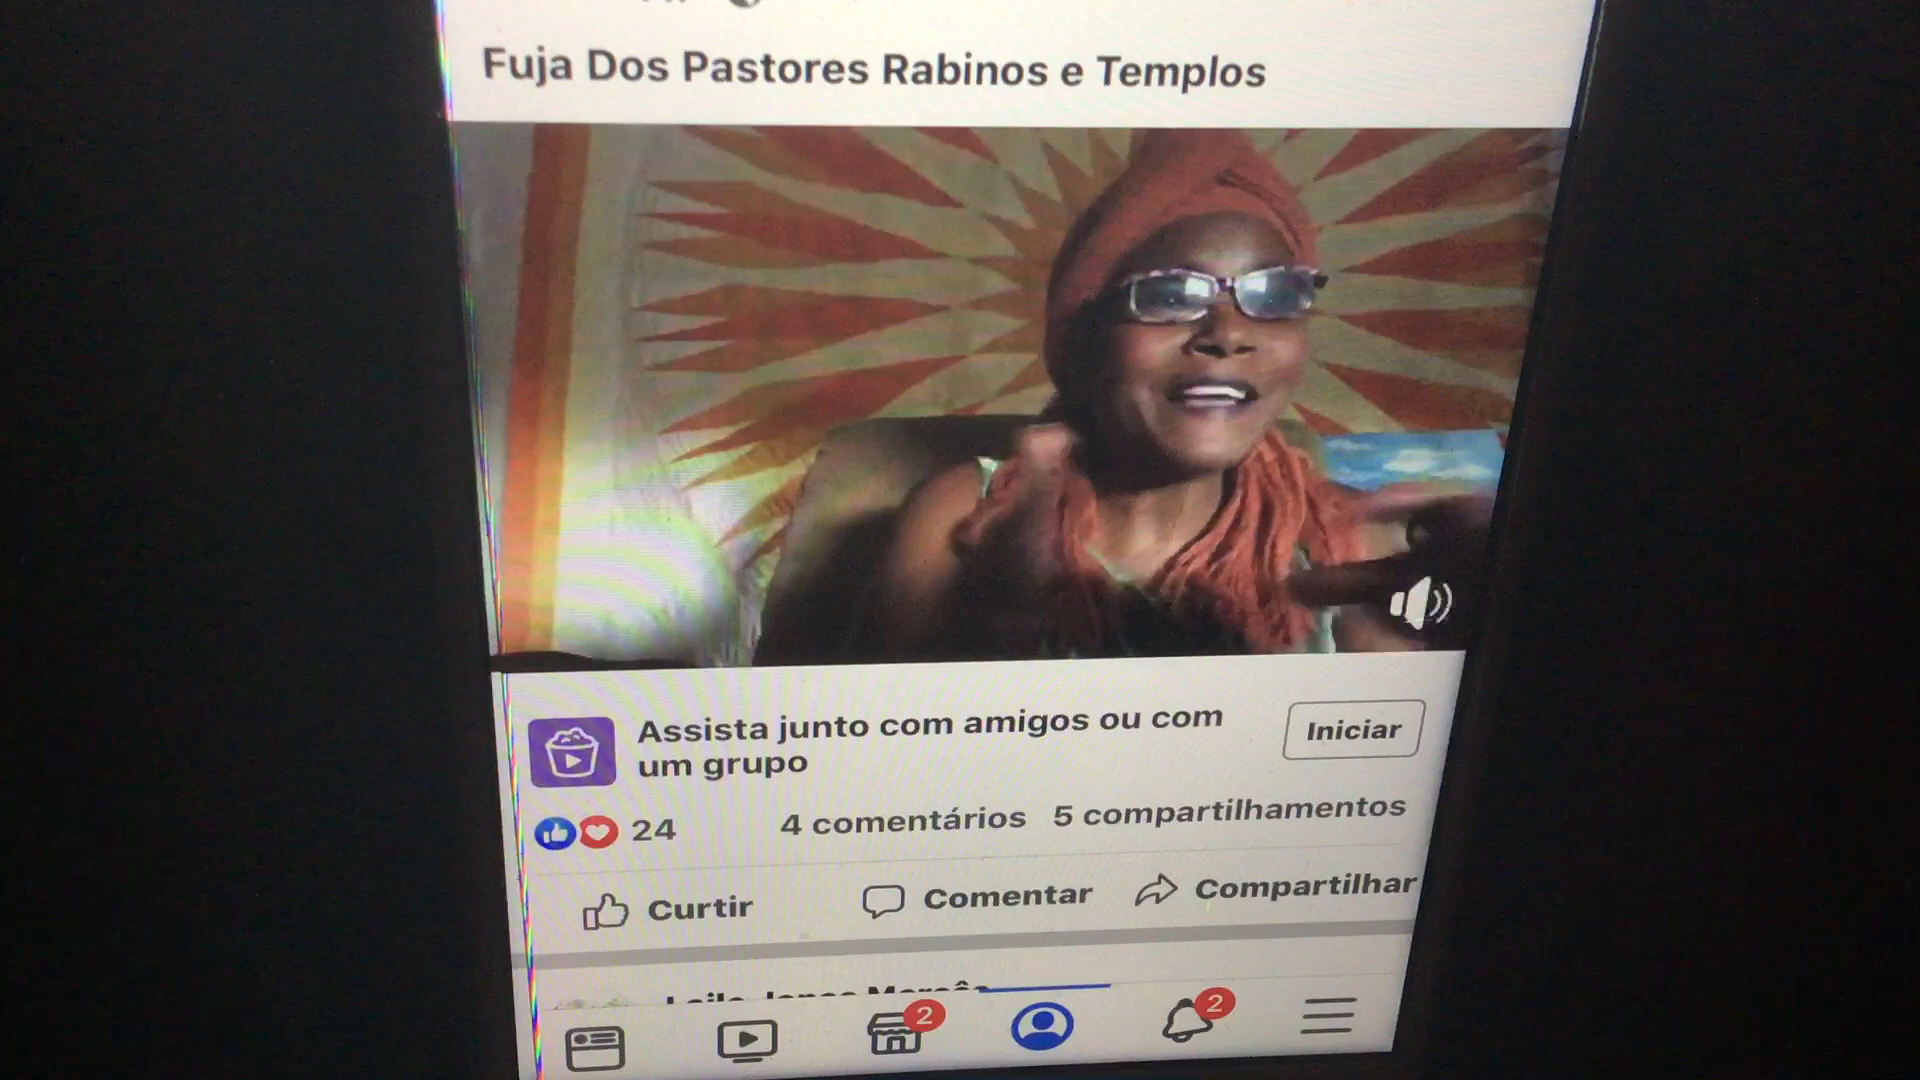 Fuja Dos Pastores Rabinos e Templos
Assista junto com amigos ou com
um grupo
Iniciar
24
4 comentários
5 compartilhamentos
Curtir
Comentar
Compartilhar
2
2